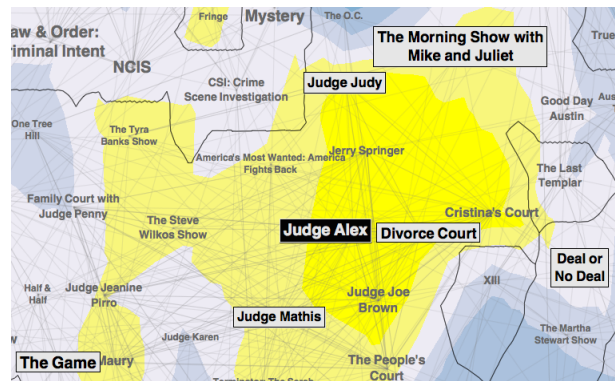 Fringe
Mystery
The O.C.
True
aw & Order:
riminal Intent
The Morning Show with
Mike and Juliet
NCIS
CSI: Crime
Scene Investigation
Judge Judy
Good Day
Austin
One Tree
Hill
The Tyra
Banks Show
Jerry Springer
America's Most Wanted: America
Fights Back
The Last
Templar
Family Court with
Judge Penny
The Steve
Wilkos Show
Cristina's Court
Judge Alex
Divorce Court
Deal or
No Deal
Half &
Half
Judge Jeanine
Pirro
XIII
Judge Joe
Brown
Judge Mathis
Judge Karen
The Martha
Stewart Show
The Game
Maury
The People's
Court